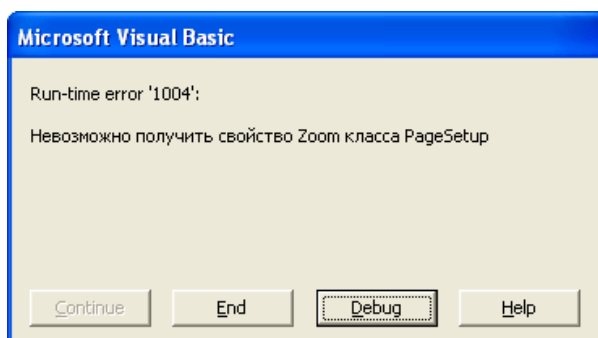 Microsoft Visual Basic
Run-time error '1004':
Невозможно получить свойство Zoom класса PageSetup
Continue
End
Debug
Help